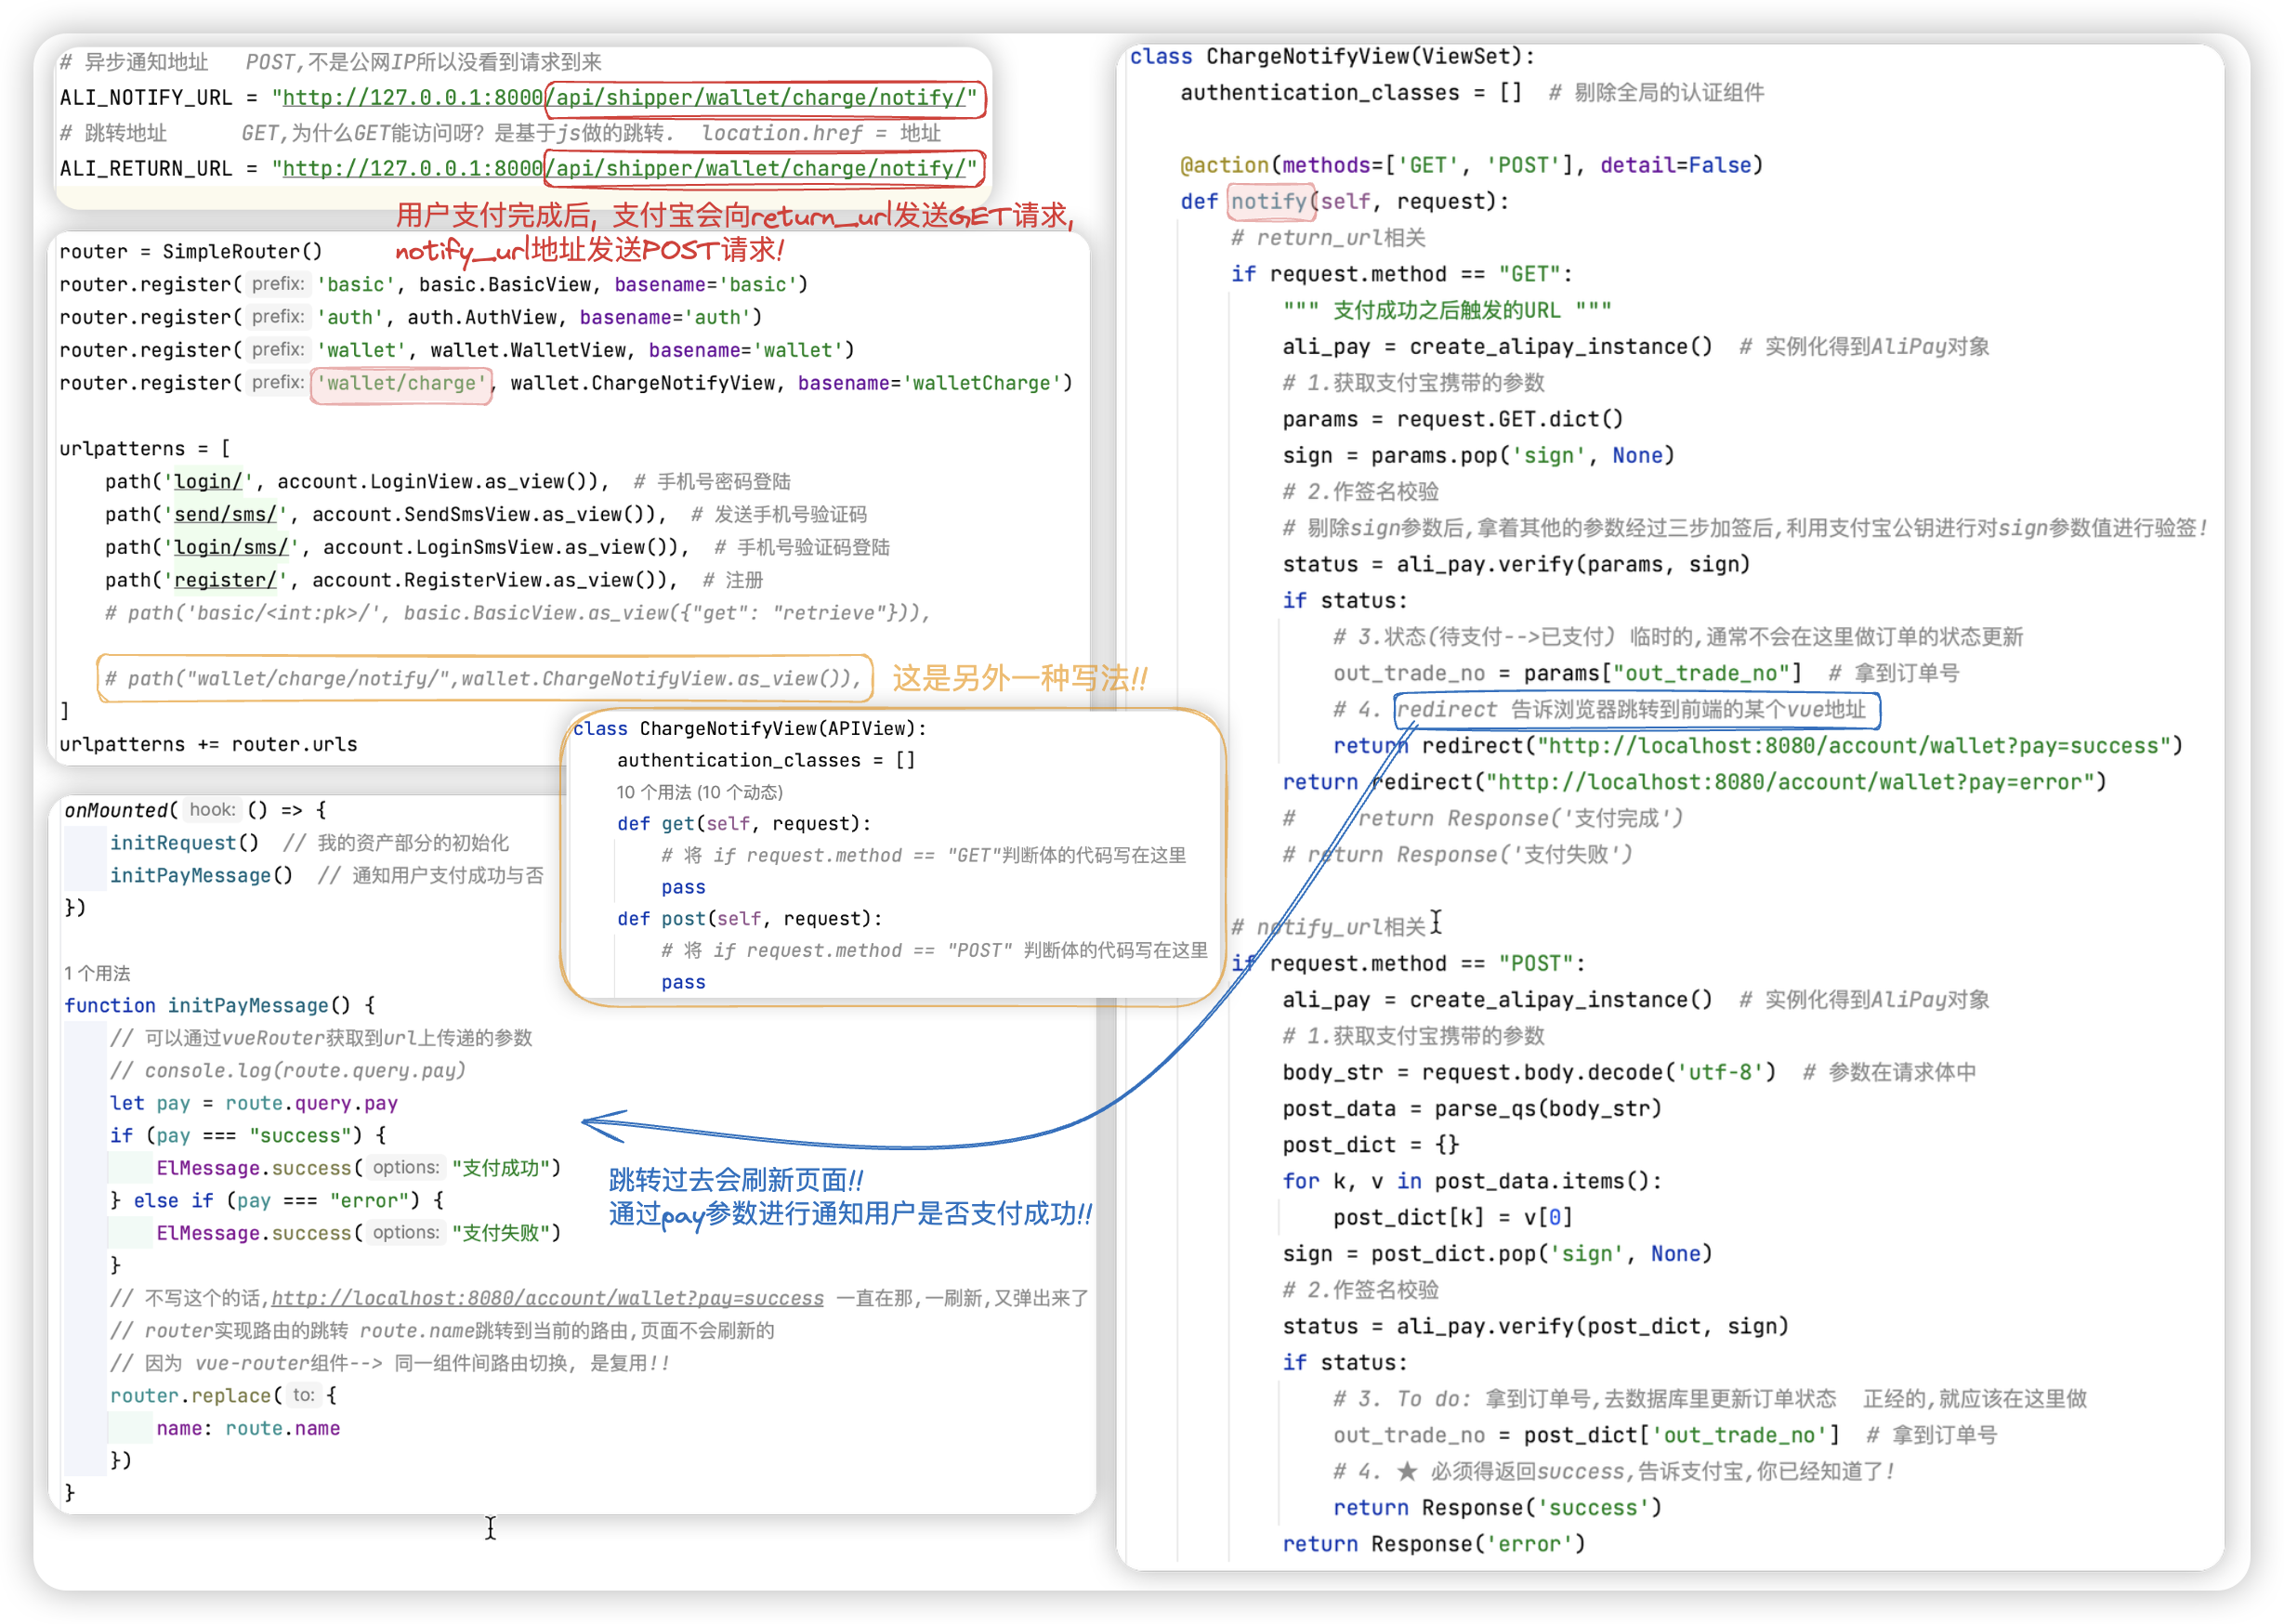 # 异步通知地址   POST,不是公网IP所以没看到请求到来
ALI_NOTIFY_URL = "http://127.0.0.1:8000/api/shipper/wallet/charge/notify/"
# 跳转地址      GET,为什么GET能访问呀? 是基于js做的跳转.  location.href = 地址
ALI_RETURN_URL = "http://127.0.0.1:8000/api/shipper/wallet/charge/notify/"
用户支付完成后, 支付宝会向return_url发送GET请求,
notify_url地址发送POST请求!
router = SimpleRouter()
router.register( prefix: 'basic', basic.BasicView, basename='basic')
router.register( prefix: 'auth', auth.AuthView, basename='auth')
router.register( prefix: 'wallet', wallet.WalletView, basename='wallet')
router.register( prefix: 'wallet/charge', wallet.ChargeNotifyView, basename='walletCharge')
urlpatterns = [
    path('login/', account.LoginView.as_view()),  # 手机号密码登陆
    path('send/sms/', account.SendSmsView.as_view()),  # 发送手机号验证码
    path('login/sms/', account.LoginSmsView.as_view()),  # 手机号验证码登陆
    path('register/', account.RegisterView.as_view()),  # 注册
    # path('basic/<int:pk>/', basic.BasicView.as_view({"get": "retrieve"})),
    # path("wallet/charge/notify/",wallet.ChargeNotifyView.as_view()),
这是另外一种写法!!
]
urlpatterns += router.urls
class ChargeNotifyView(APIView):
    authentication_classes = []
    10 个用法 (10 个动态)
    def get(self, request):
        # 将 if request.method == "GET"判断体的代码写在这里
        pass
    def post(self, request):
        # 将 if request.method == "POST" 判断体的代码写在这里
        pass
onMounted( hook: () => {
    initRequest()  // 我的资产部分的初始化
    initPayMessage()  // 通知用户支付成功与否
})
1 个用法
function initPayMessage() {
    // 可以通过vueRouter获取到url上传递的参数
    // console.log(route.query.pay)
    let pay = route.query.pay
    if (pay === "success") {
        ElMessage.success( options: "支付成功")
    } else if (pay === "error") {
        ElMessage.success( options: "支付失败")
    }
    // 不写这个的话,http://localhost:8080/account/wallet?pay=success 一直在那,一刷新,又弹出来了
    // router实现路由的跳转 route.name跳转到当前的路由,页面不会刷新的
    // 因为 vue-router组件--> 同一组件间路由切换, 是复用!!
    router.replace( to: {
        name: route.name
    })
}
跳转过去会刷新页面!!
通过pay参数进行通知用户是否支付成功!!
class ChargeNotifyView(ViewSet):
    authentication_classes = []  # 剔除全局的认证组件
    @action(methods=['GET', 'POST'], detail=False)
    def notify(self, request):
        # return_url相关
        if request.method == "GET":
            """ 支付成功之后触发的URL """
            ali_pay = create_alipay_instance()  # 实例化得到AliPay对象
            # 1.获取支付宝携带的参数
            params = request.GET.dict()
            sign = params.pop('sign', None)
            # 2.作签名校验
            # 剔除sign参数后,拿着其他的参数经过三步加签后,利用支付宝公钥进行对sign参数值进行验签!
            status = ali_pay.verify(params, sign)
            if status:
                # 3.状态(待支付-->已支付) 临时的,通常不会在这里做订单的状态更新
                out_trade_no = params["out_trade_no"]  # 拿到订单号
                # 4. redirect 告诉浏览器跳转到前端的某个vue地址
                return redirect("http://localhost:8080/account/wallet?pay=success")
            return redirect("http://localhost:8080/account/wallet?pay=error")
            #     return Response('支付完成')
            # return Response('支付失败')
        # notify_url相关
        if request.method == "POST":
            ali_pay = create_alipay_instance()  # 实例化得到AliPay对象
            # 1.获取支付宝携带的参数
            body_str = request.body.decode('utf-8')  # 参数在请求体中
            post_data = parse_qs(body_str)
            post_dict = {}
            for k, v in post_data.items():
                post_dict[k] = v[0]
            sign = post_dict.pop('sign', None)
            # 2.作签名校验
            status = ali_pay.verify(post_dict, sign)
            if status:
                # 3. To do: 拿到订单号,去数据库里更新订单状态  正经的,就应该在这里做
                out_trade_no = post_dict['out_trade_no']  # 拿到订单号
                # 4. ★ 必须得返回success,告诉支付宝,你已经知道了!
                return Response('success')
            return Response('error')